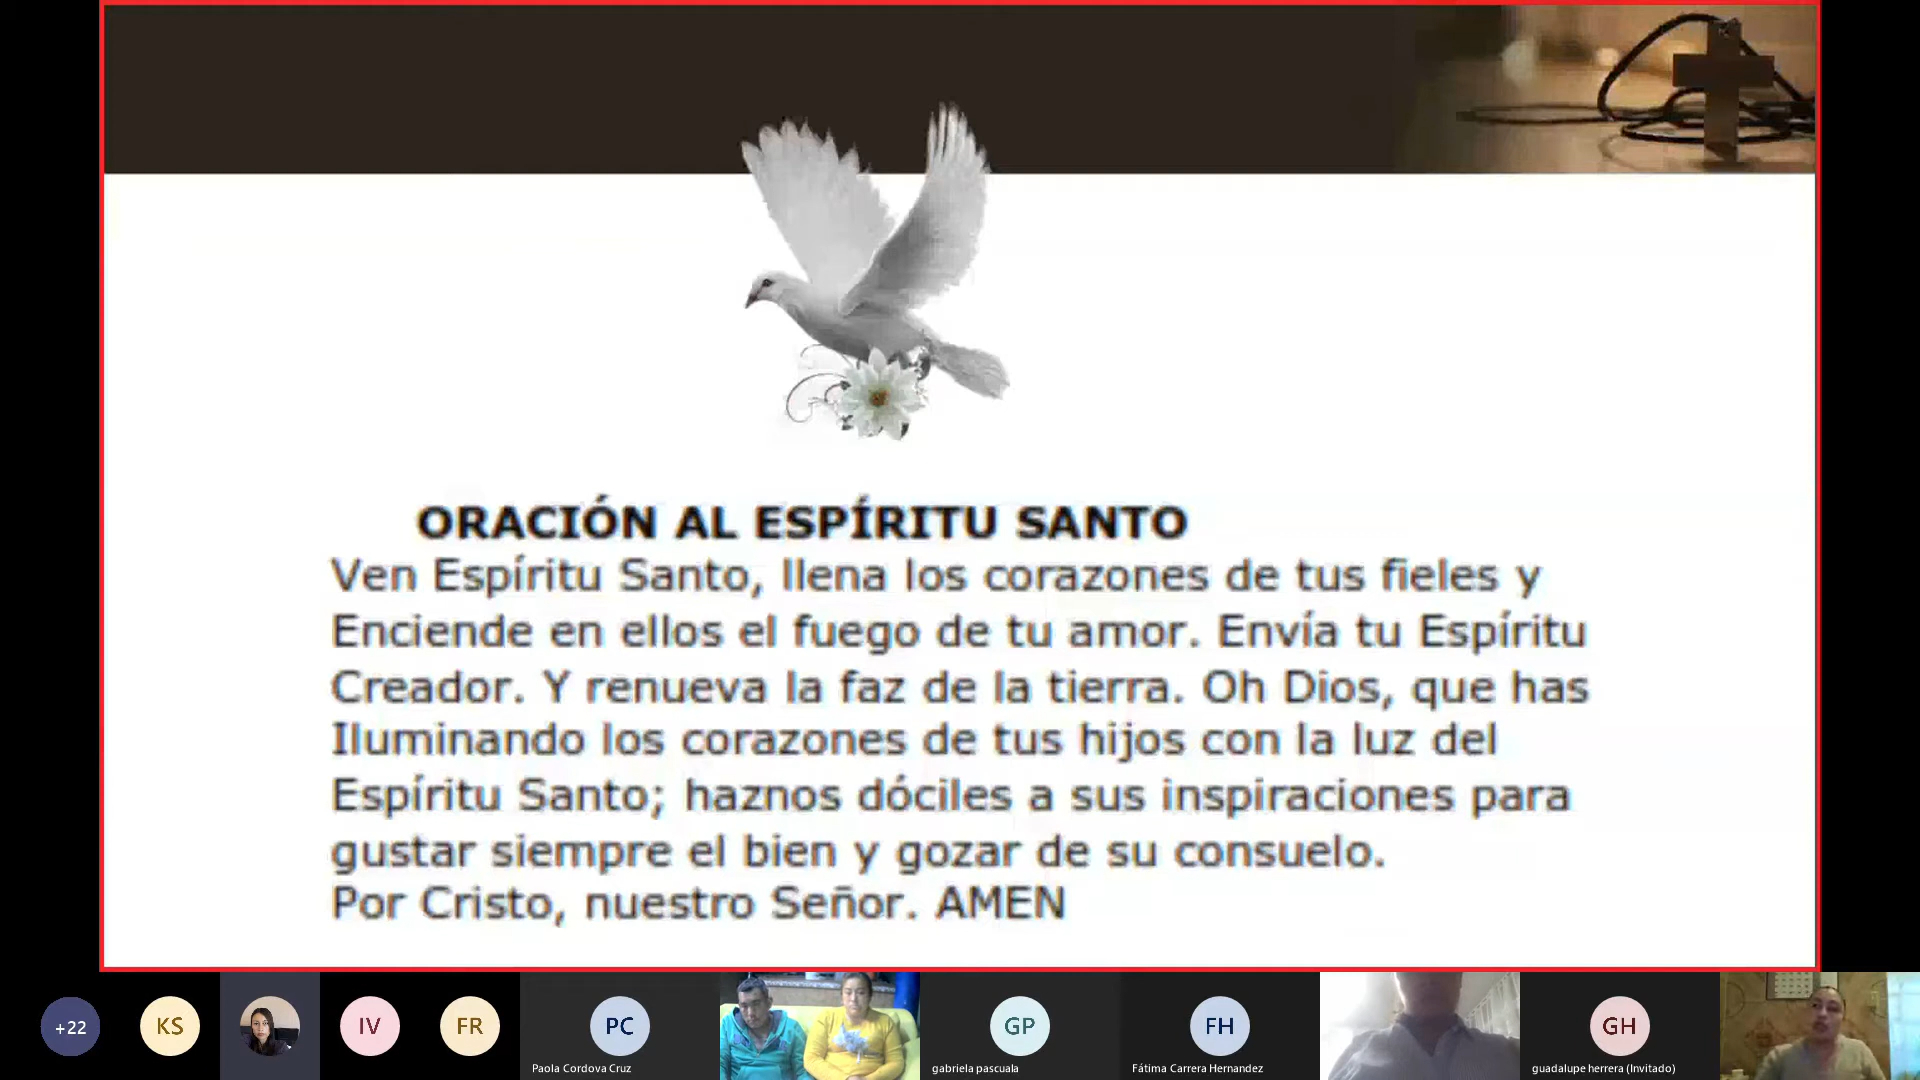 ORACIÓN AL ESPÍRITU SANTO
Ven Espíritu Santo, llena los corazones de tus fieles y
Enciende en ellos el fuego de tu amor. Envía tu Espíritu
Creador. Y renueva la faz de la tierra. Oh Dios, que has
Iluminando los corazones de tus hijos con la luz del
Espíritu Santo; haznos dóciles a sus inspiraciones para
gustar siempre el bien y gozar de su consuelo.
Por Cristo, nuestro Señor. AMEN
+22
KS
IV
FR
PC
Paola Cordova Cruz
GP
gabriela pascuala
FH
Fátima Carrera Hernandez
GH
guadalupe herrera (Invitado)